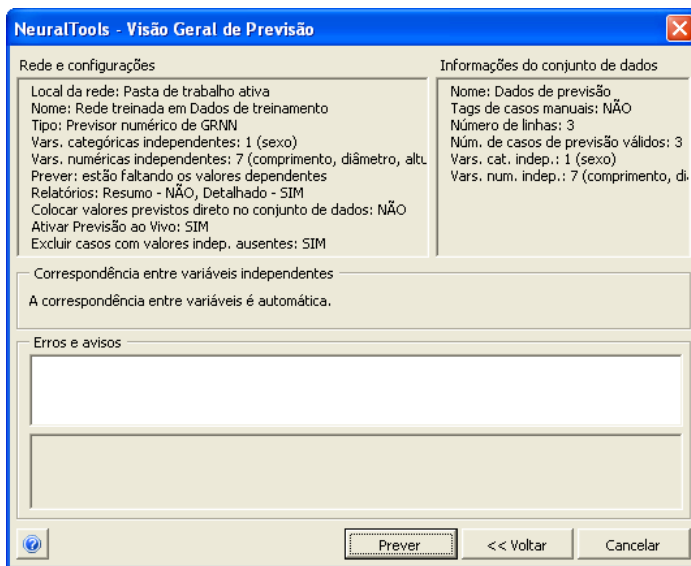 NeuralTools - Visão Geral de Previsão
Rede e configurações
Local da rede: Pasta de trabalho ativa
Nome: Rede treinada em Dados de treinamento
Tipo: Previsor numérico de GRNN
Vars. categóricas independentes: 1 (sexo)
Vars. numéricas independentes: 7 (comprimento, diâmetro, altu
Prever: estão faltando os valores dependentes
Relatórios: Resumo - NÃO, Detalhado - SIM
Colocar valores previstos direto no conjunto de dados: NÃO
Ativar Previsão ao Vivo: SIM
Excluir casos com valores indep. ausentes: SIM
Informações do conjunto de dados
Nome: Dados de previsão
Tags de casos manuais: NÃO
Número de linhas: 3
Núm. de casos de previsão válidos: 3
Vars. cat. indep.: 1 (sexo)
Vars. num. indep.: 7 (comprimento, di
Correspondência entre variáveis independentes
A correspondência entre variáveis é automática.
Erros e avisos
Prever
<< Voltar
Cancelar